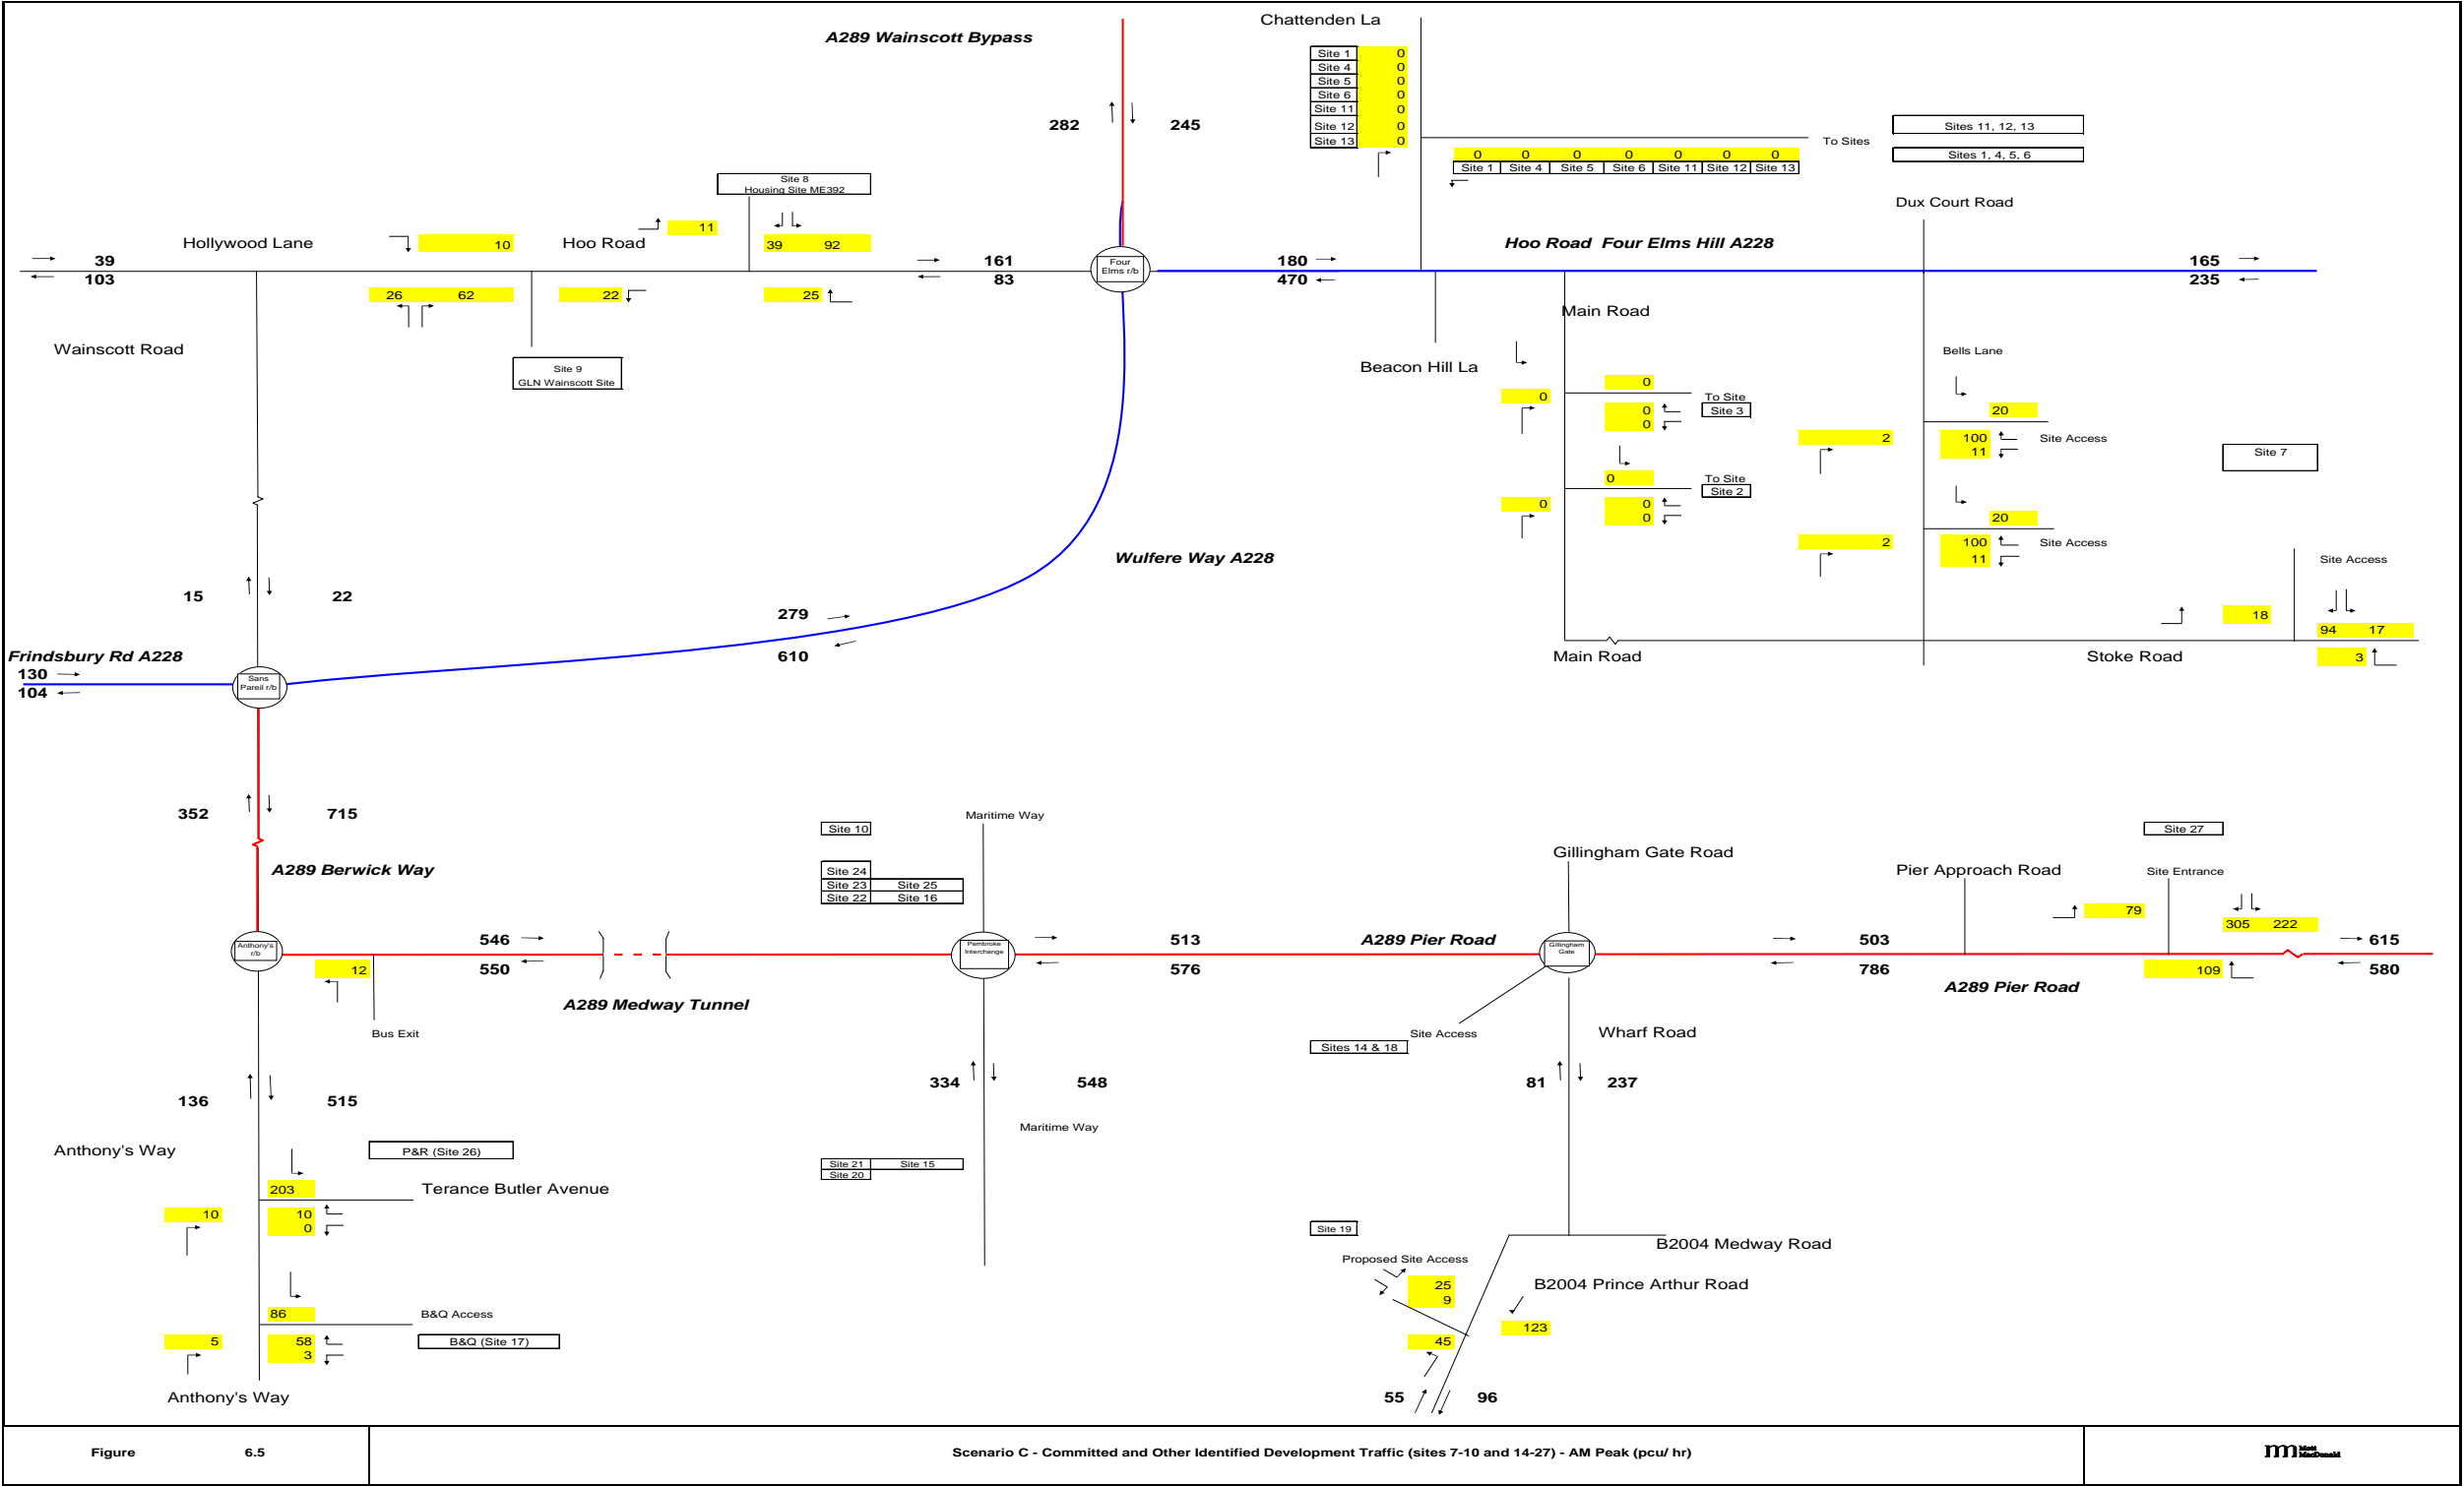 Chattenden La
A289 Wainscott Bypass
Site 1 0
Site 4 0
Site 5 0
Site 6 0
Site 11 0
Site 12 0
Site 13 0
282 245
Sites 11, 12, 13
To Sites
Sites 1, 4, 5, 6
0 0 0 0 0 0 0
Site 1 Site 4 Site 5 Site 6 Site 11 Site 12 Site 13
Site 8
Housing Site ME392
Dux Court Road
11
Hollywood Lane
10
Hoo Road
39 92
Hoo Road Four Elms Hill A228
39
103
161
83
Four
Elms r/b
180
470
165
235
26 62
22
25
Main Road
Wainscott Road
Site 9
GLN Wainscott Site
Beacon Hill La
Bells Lane
0
0
To Site
Site 3
0
0
20
2
100
11
Site Access
Site 7
0
To Site
Site 2
0
0
0
20
2
100
11
Site Access
Wulfere Way A228
Site Access
15 22
279
610
18
94 17
3
Frindsbury Rd A228
130
104
Sans
Pareil r/b
Main Road
Stoke Road
352 715
Maritime Way
Site 10
Site 27
A289 Berwick Way
Gillingham Gate Road
Site 24
Site 23 Site 25
Site 22 Site 16
Pier Approach Road
Site Entrance
79
305 222
Anthony's
r/b
546
550
12
Pembroke
Interchange
513
576
A289 Pier Road
Gillingham
Gate
503
786
615
580
109
A289 Pier Road
A289 Medway Tunnel
Bus Exit
Site Access
Sites 14 & 18
Wharf Road
136 515
334 548
81 237
Maritime Way
Anthony's Way
P&R (Site 26)
Site 21 Site 15
Site 20
203
Terance Butler Avenue
10
10
0
Site 19
B2004 Medway Road
Proposed Site Access
25
9
B2004 Prince Arthur Road
86
B&Q Access
123
5
58
3
B&Q (Site 17)
45
Anthony's Way
55 96
Figure 6.5
Scenario C - Committed and Other Identified Development Traffic (sites 7-10 and 14-27) - AM Peak (pcu/ hr)
Mott
MacDonald